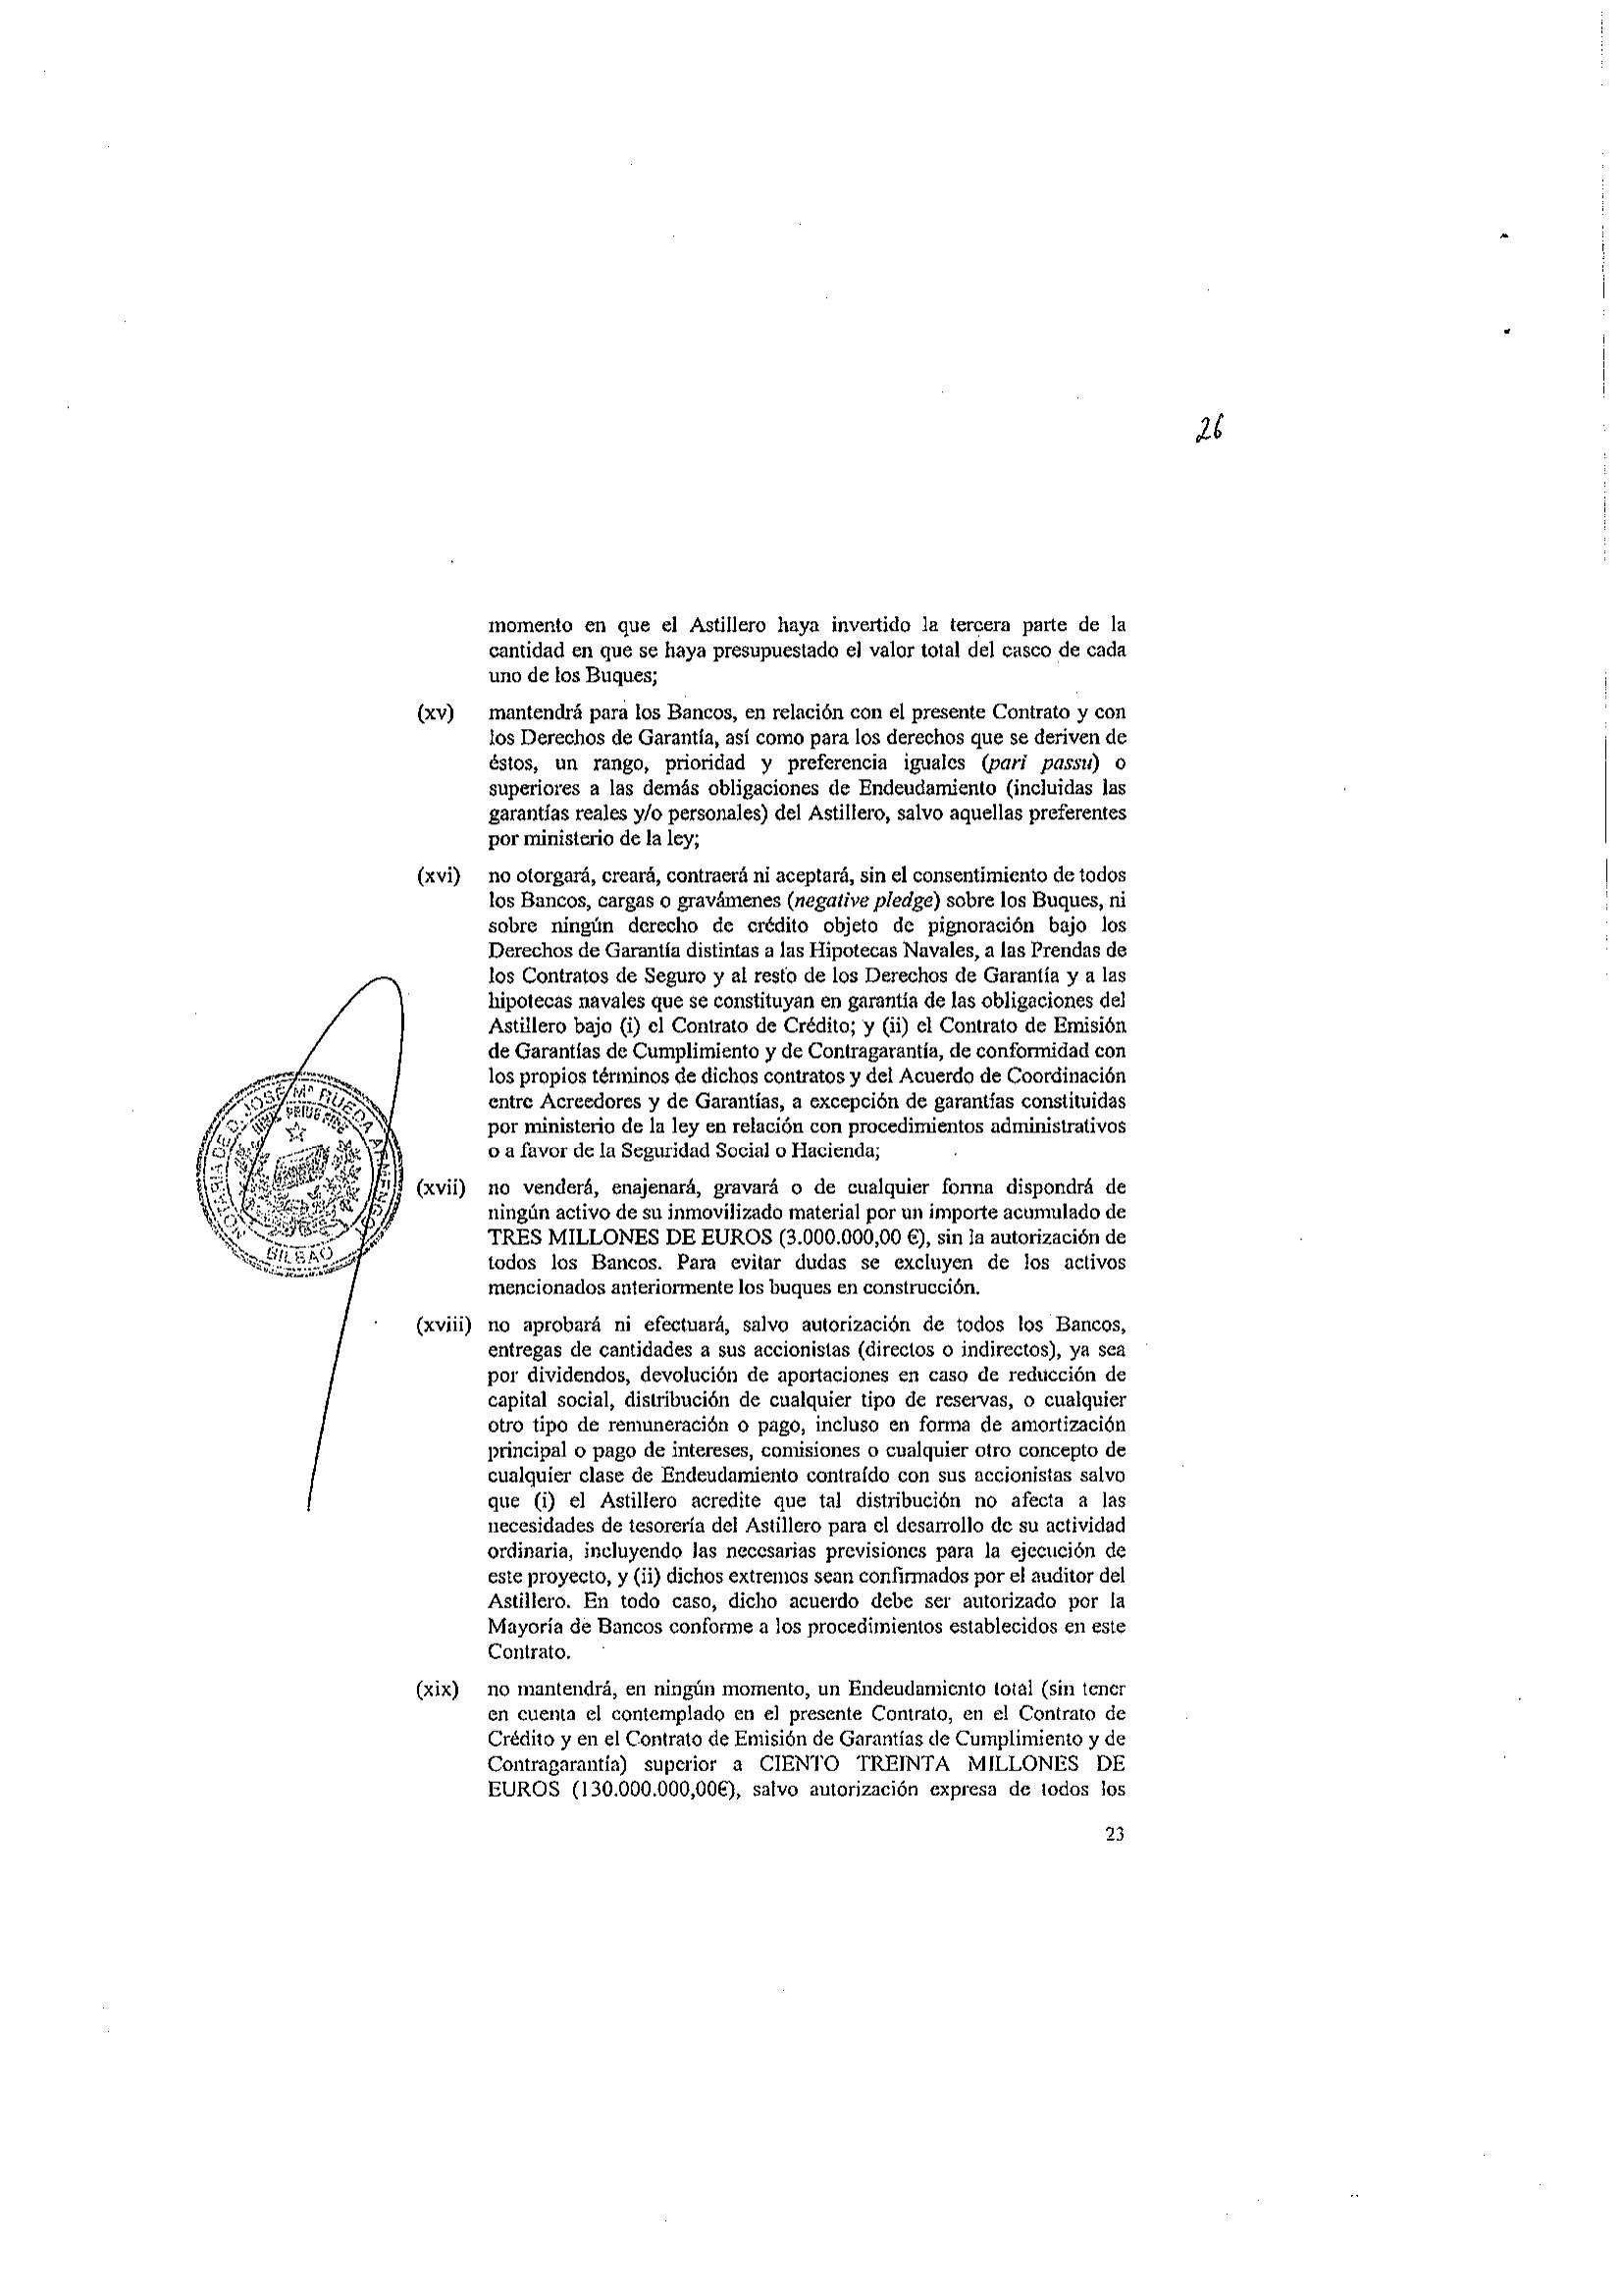 26
momento en que el Astillero haya invertido la tercera parte de la
cantidad en que se haya presupuestado el valor total del casco de cada
uno de los Buques;
(xv) mantendrá para los Bancos, en relación con el presente Contrato y con
los Derechos de Garantía, así como para los derechos que se deriven de
éstos, un rango, prioridad y preferencia iguales (pari passu) o
superiores a las demás obligaciones de Endeudamiento (incluidas las
garantías reales y/o personales) del Astillero, salvo aquellas preferentes
por ministerio de la ley;
(xvi) no otorgará, creará, contraerá ni aceptará, sin el consentimiento de todos
los Bancos, cargas o gravámenes (negative pledge) sobre los Buques, ni
sobre ningún derecho de crédito objeto de pignoración bajo los
Derechos de Garantía distintas a las Hipotecas Navales, a las Prendas de
los Contratos de Seguro y al resto de los Derechos de Garantía y a las
hipotecas navales que se constituyan en garantía de las obligaciones del
Astillero bajo (i) el Contrato de Crédito; y (ii) el Contrato de Emisión
de Garantías de Cumplimiento y de Contragarantía, de conformidad con
los propios términos de dichos contratos y del Acuerdo de Coordinación
entre Acreedores y de Garantías, a excepción de garantías constituidas
por ministerio de la ley en relación con procedimientos administrativos
o a favor de la Seguridad Social o Hacienda;
NOTARIA DE D. JOSE Mª RUEDA
PRIUS FIDE
BILBAO
(xvii) no venderá, enajenará, gravará o de cualquier forma dispondrá de
ningún activo de su inmovilizado material por un importe acumulado de
TRES MILLONES DE EUROS (3.000.000,00 €), sin la autorización de
todos los Bancos. Para evitar dudas se excluyen de los activos
mencionados anteriormente los buques en construcción.
(xviii) no aprobará ni efectuará, salvo autorización de todos los Bancos,
entregas de cantidades a sus accionistas (directos o indirectos), ya sea
por dividendos, devolución de aportaciones en caso de reducción de
capital social, distribución de cualquier tipo de reservas, o cualquier
otro tipo de remuneración o pago, incluso en forma de amortización
principal o pago de intereses, comisiones o cualquier otro concepto de
cualquier clase de Endeudamiento contraído con sus accionistas salvo
que (i) el Astillero acredite que tal distribución no afecta a las
necesidades de tesorería del Astillero para el desarrollo de su actividad
ordinaria, incluyendo las necesarias previsiones para la ejecución de
este proyecto, y (ii) dichos extremos sean confirmados por el auditor del
Astillero. En todo caso, dicho acuerdo debe ser autorizado por la
Mayoría de Bancos conforme a los procedimientos establecidos en este
Contrato.
(xix) no mantendrá, en ningún momento, un Endeudamiento total (sin tener
en cuenta el contemplado en el presente Contrato, en el Contrato de
Crédito y en el Contrato de Emisión de Garantías de Cumplimiento y de
Contragarantía) superior a CIENTO TREINTA MILLONES DE
EUROS (130.000.000,00€), salvo autorización expresa de todos los
23